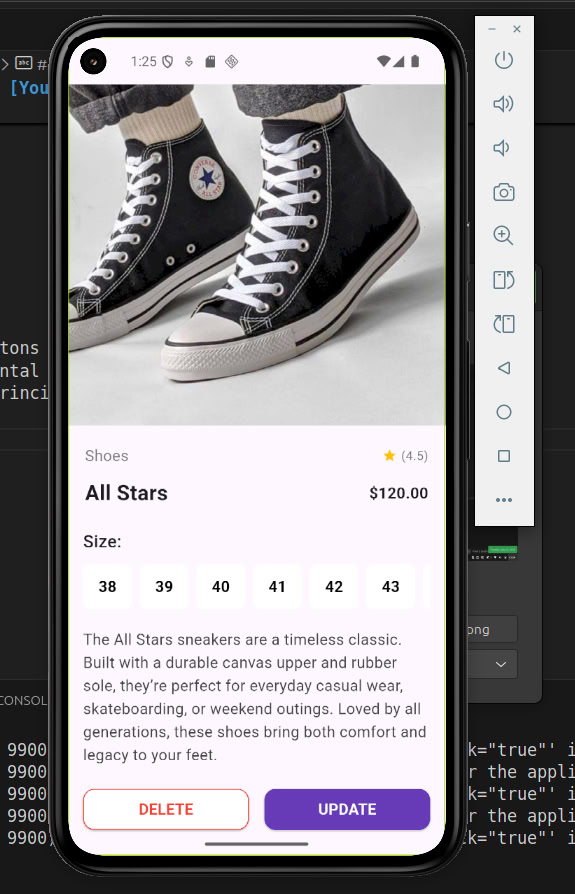 1:25
> abc #
[You
CONVERSE
ALL STAR
tons
ntal
rinci
Shoes
(4.5)
All Stars
$120.00
Size:
38 39 40 41 42 43
The All Stars sneakers are a timeless classic.
Built with a durable canvas upper and rubber
sole, they’re perfect for everyday casual wear,
skateboarding, or weekend outings. Loved by all
generations, these shoes bring both comfort and
legacy to your feet.
DELETE
UPDATE
ong
CONSOL
9900 k="true"' i
9900 r the appli
9900 k="true"' i
9900, r the appli
9900, k="true"' i